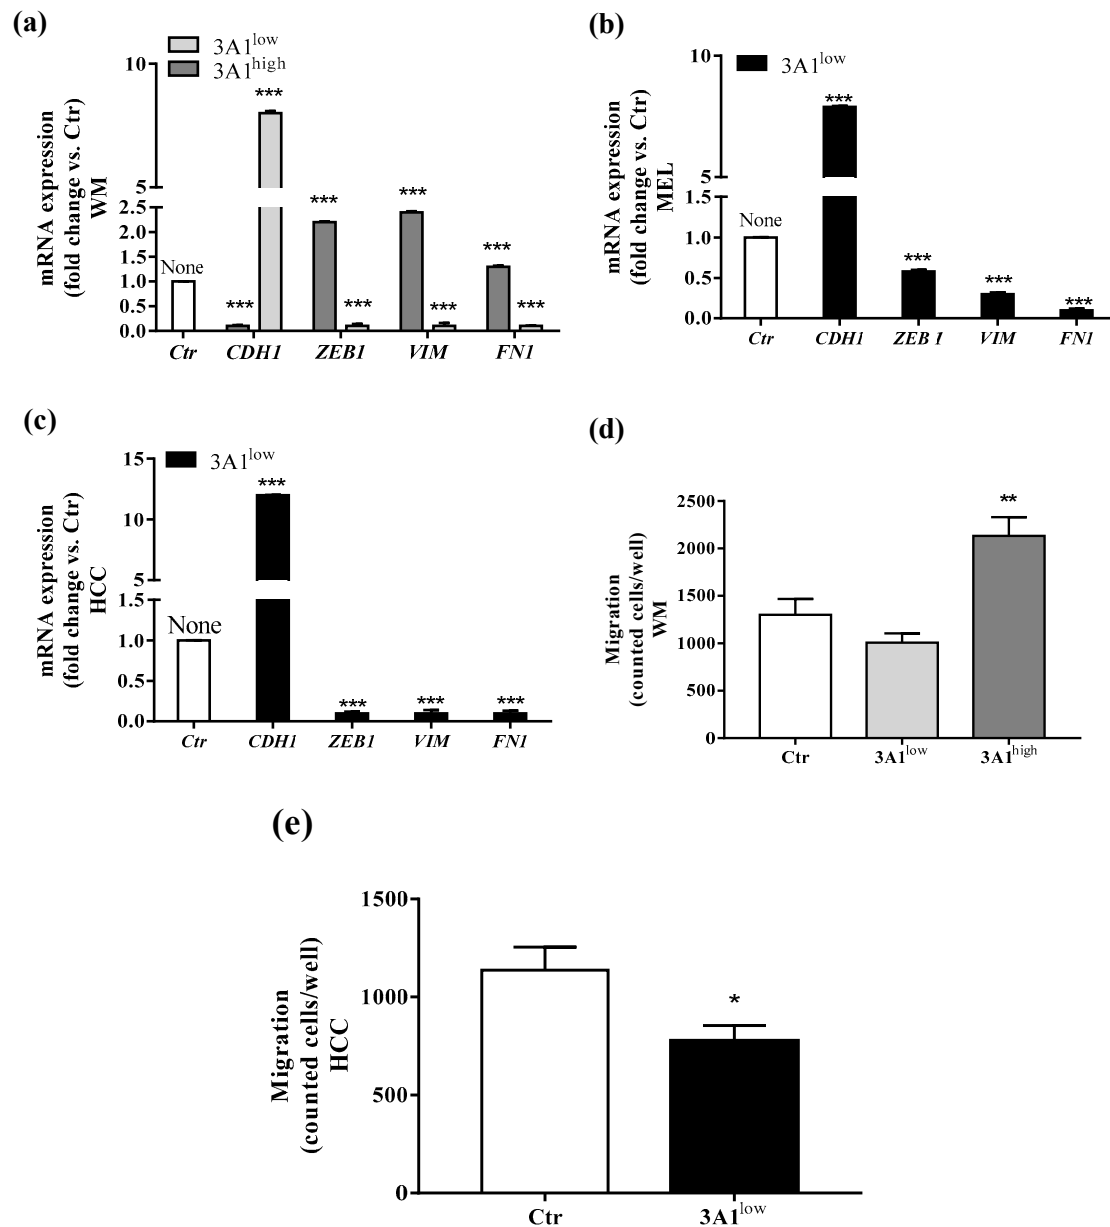 (a)
3A1low
3A1high
mRNA expression
(fold change vs. Ctr)
WM
10
5
2.5
2.0
1.5
1.0
0.5
0.0
None
***
***
***
***
***
***
***
***
Ctr CDH1 ZEB1 VIM FN1
(b)
3A1low
mRNA expression
(fold change vs. Ctr)
MEL
10
5
1.5
1.0
0.5
0.0
None
***
***
***
***
Ctr CDH1 ZEB 1 VIM FN1
(c)
3A1low
mRNA expression
(fold change vs. Ctr)
HCC
15
10
5
1.5
1.0
0.5
0.0
None
***
***
***
***
Ctr CDH1 ZEB1 VIM FN1
(d)
Migration
(counted cells/well)
WM
2500
2000
1500
1000
500
0
**
Ctr 3A1low 3A1high
(e)
Migration
(counted cells/well)
HCC
1500
1000
500
0
*
Ctr 3A1low